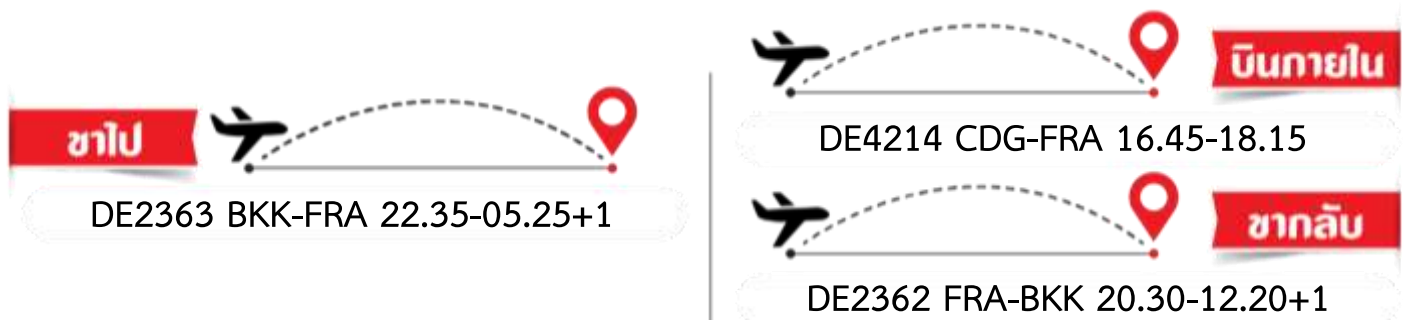 ขาไป
DE2363 BKK-FRA 22.35-05.25+1
บินภายใน
DE4214 CDG-FRA 16.45-18.15
ขากลับ
DE2362 FRA-BKK 20.30-12.20+1